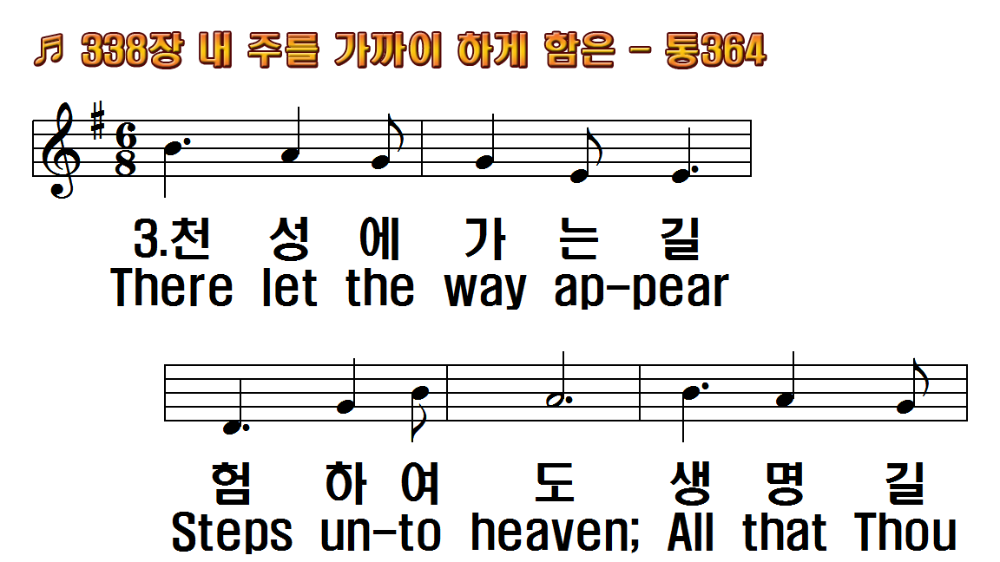 ♬ 338장 내 주를 가까이 하게 함은 - 통364
6
8
3.천 성 에 가 는 길
There let the way ap-pear
험 하 여 도 생 명 길
Steps un-to heaven; All that Thou